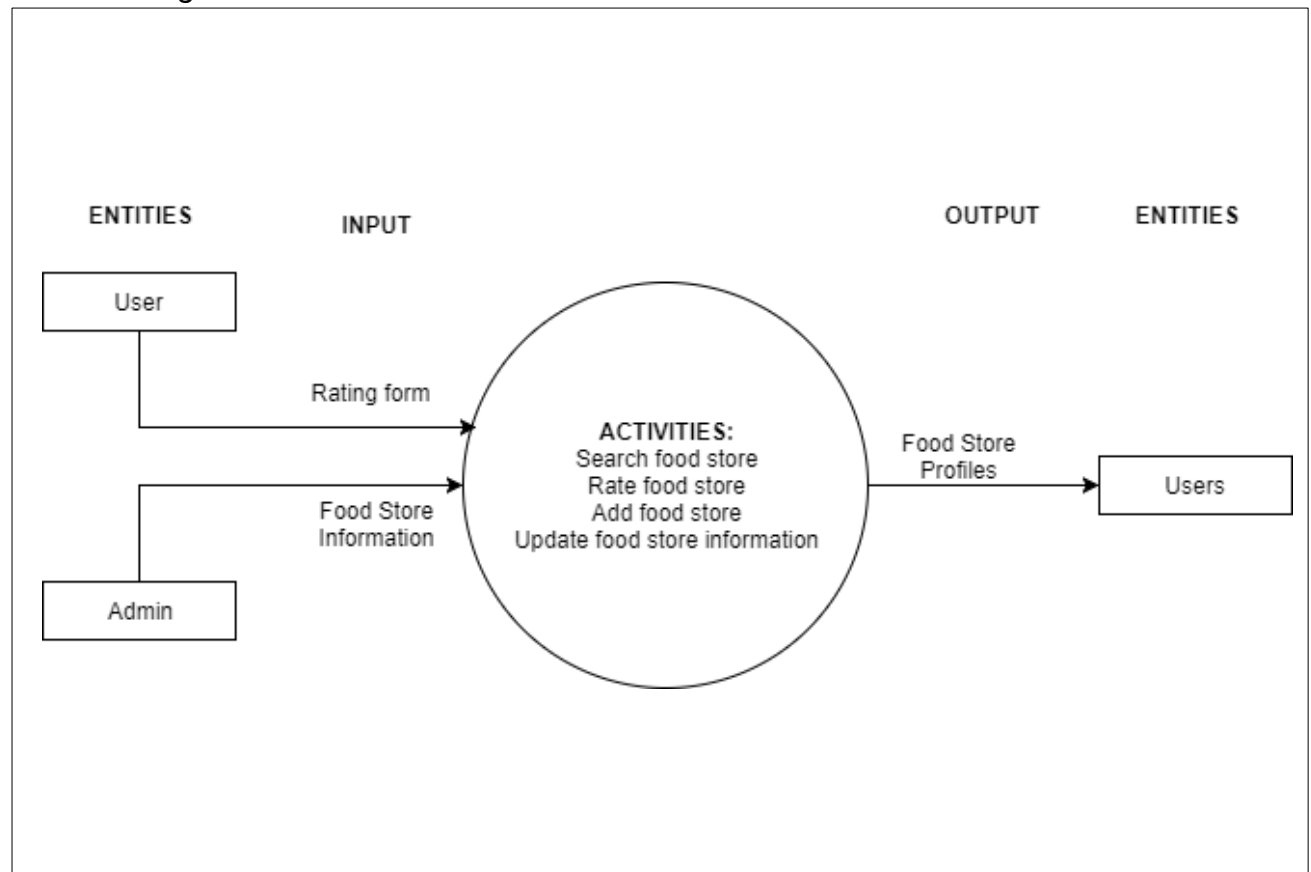 ENTITIES
INPUT
OUTPUT
ENTITIES
User
Rating form
ACTIVITIES:
Search food store
Rate food store
Add food store
Update food store information
Food Store
Profiles
Users
Food Store
Information
Admin